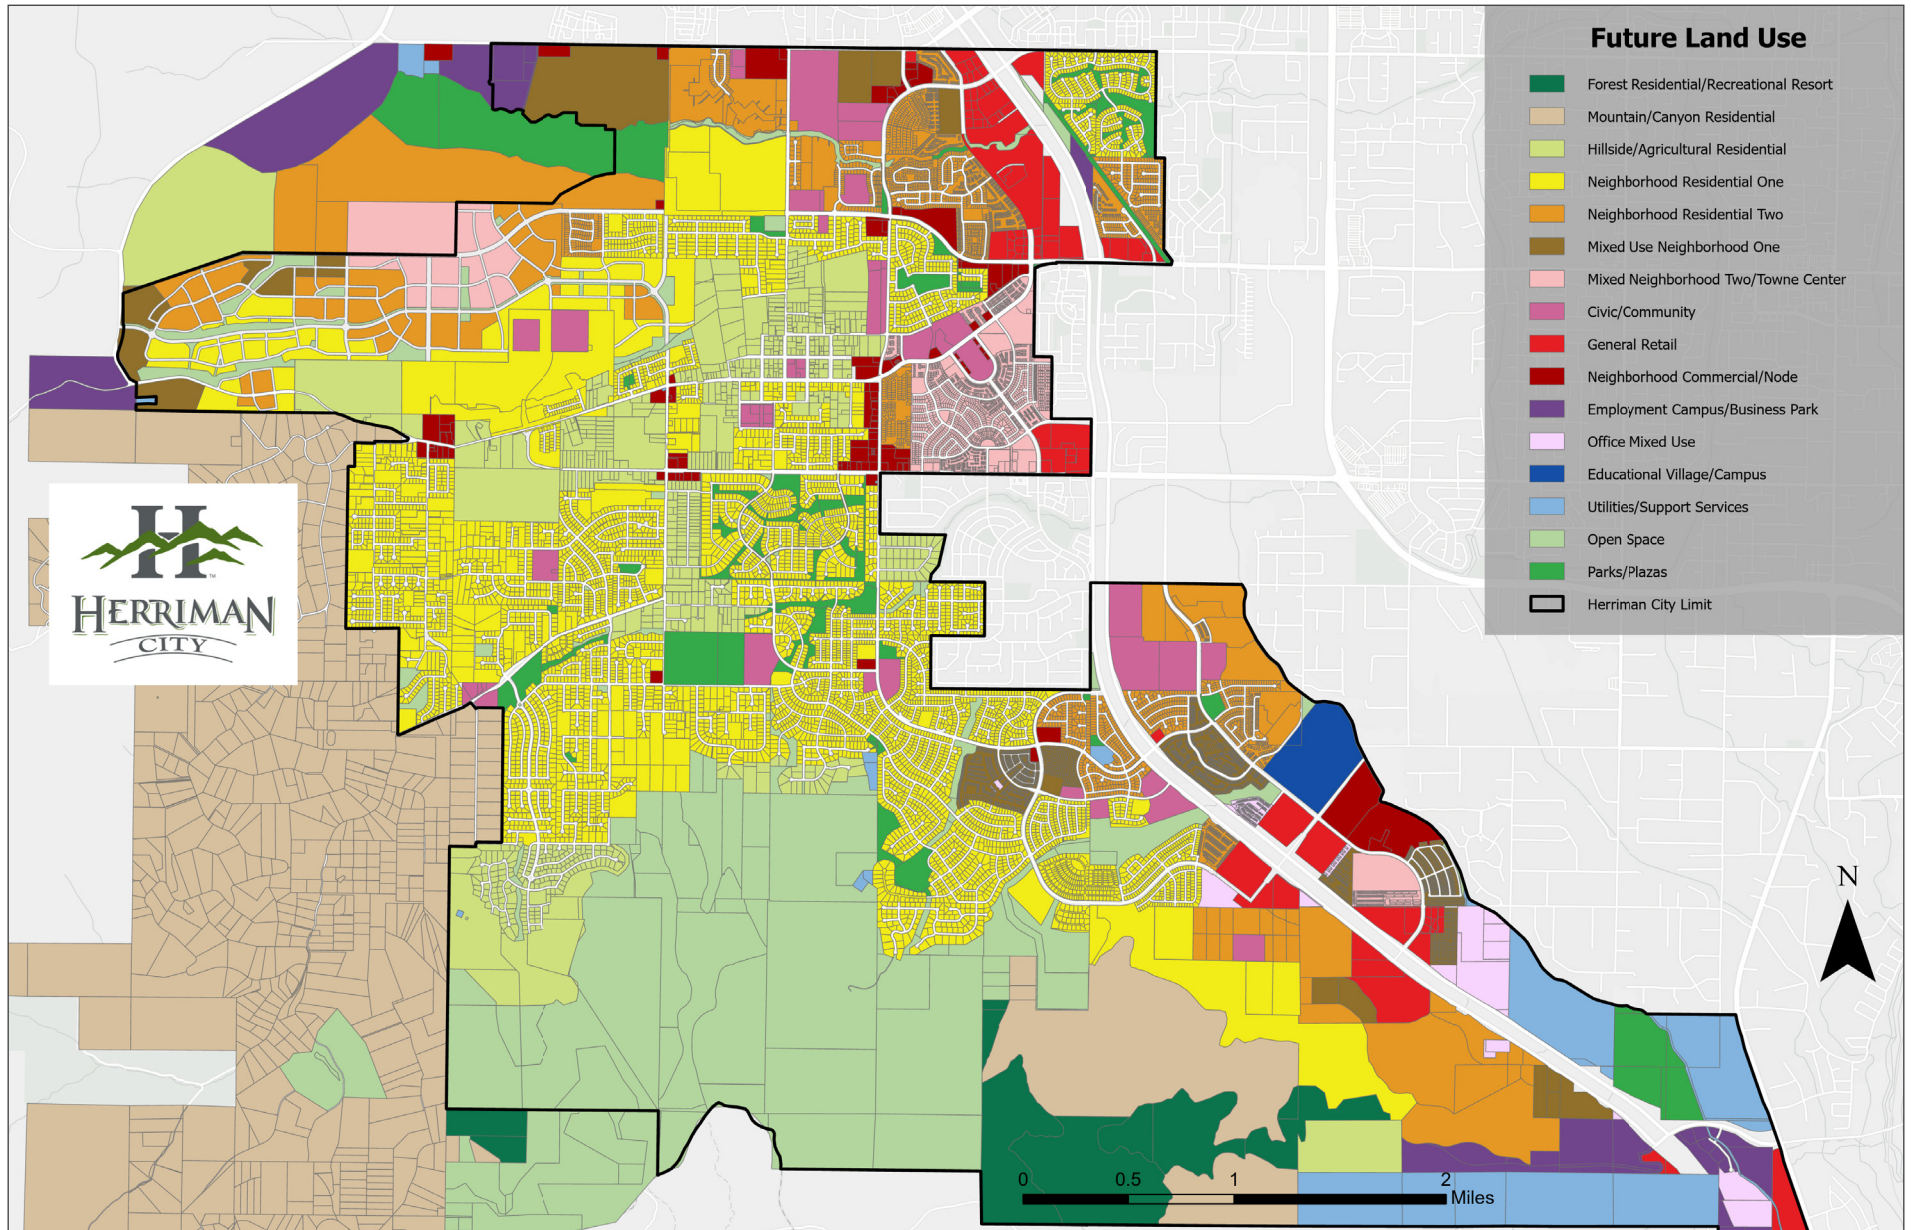 Future Land Use
Forest Residential/Recreational Resort
Mountain/Canyon Residential
Hillside/Agricultural Residential
Neighborhood Residential One
Neighborhood Residential Two
Mixed Use Neighborhood One
Mixed Neighborhood Two/Towne Center
Civic/Community
General Retail
Neighborhood Commercial/Node
Employment Campus/Business Park
Office Mixed Use
Educational Village/Campus
Utilities/Support Services
Open Space
Parks/Plazas
Herriman City Limit
H
TM
HERRIMAN
CITY
N
0 0.5 1 2
Miles